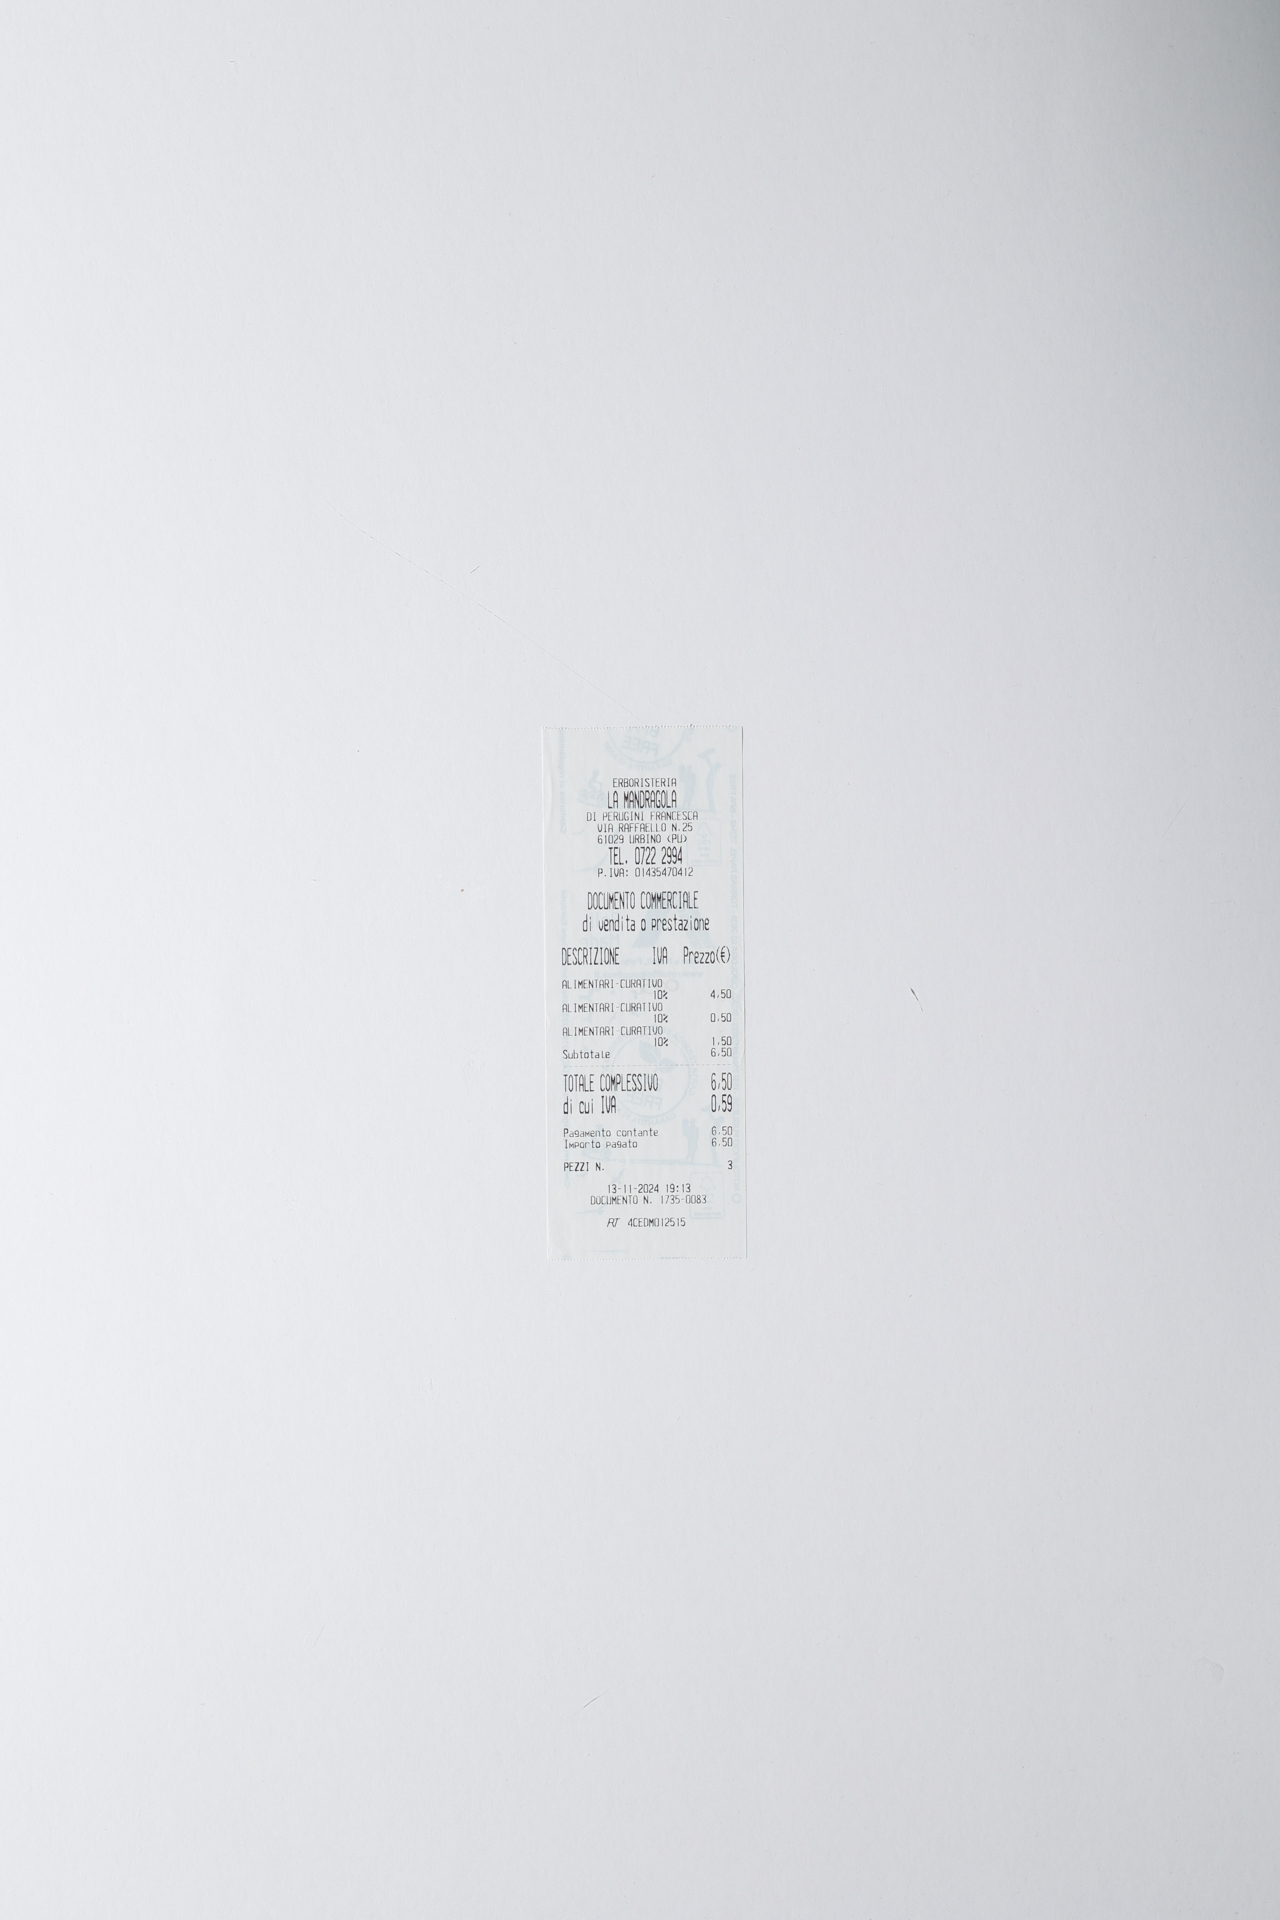 ERBORISTERIA
LA MANDRAGOLA
DI PERUGINI FRANCESCA
VIA RAFFAELLO N.25
61029 URBINO (PU)
TEL. 0722 2994
P.IVA: 01435470412
DOCUMENTO COMMERCIALE
di vendita o prestazione
DESCRIZIONE IVA Prezzo(€)
ALIMENTARI-CURATIVO
10% 4,50
ALIMENTARI-CURATIVO
10% 0,50
ALIMENTARI-CURATIVO
10% 1,50
Subtotale 6,50
TOTALE COMPLESSIVO 6,50
di cui IVA 0,59
Pagamento contante 6,50
Importo pagato 6,50
PEZZI N. 3
13-11-2024 19:13
DOCUMENTO N. 1735-0083
RT 4CEDM012515